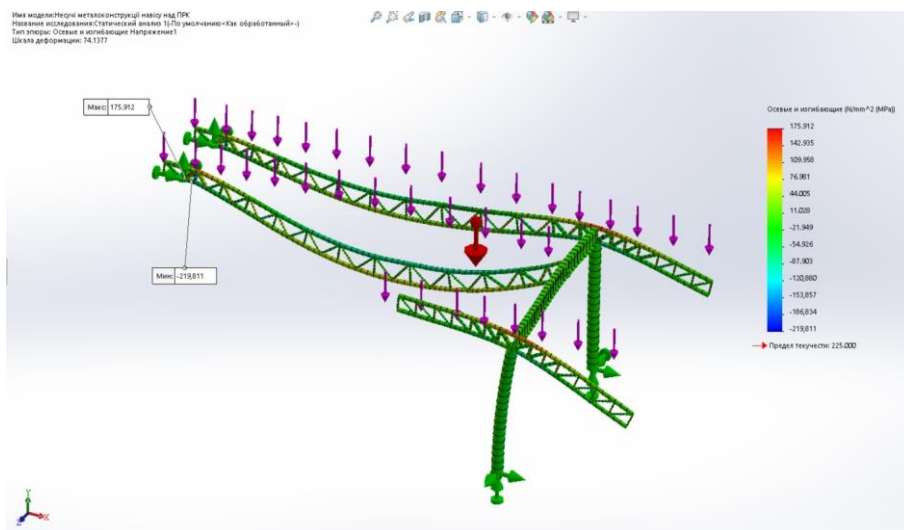 Имя модели:Несучі металоконструкції навісу над ПРК
Название исследования:Статический анализ 1(-По умолчанию<Как обработанный>-)
Тип эпюры: Осевые и изгибающие Напряжение1
Шкала деформации: 74.1377
Макс: 175.912
Мин: -219,811
Осевые и изгибающие (N/mm^2 (MPa))
175.912
142.935
109.958
76.981
44.005
11.028
-21.949
-54.926
-87.903
-120,880
-153,857
-186,834
-219,811
Предел текучести: 225.000
Y
X
Z